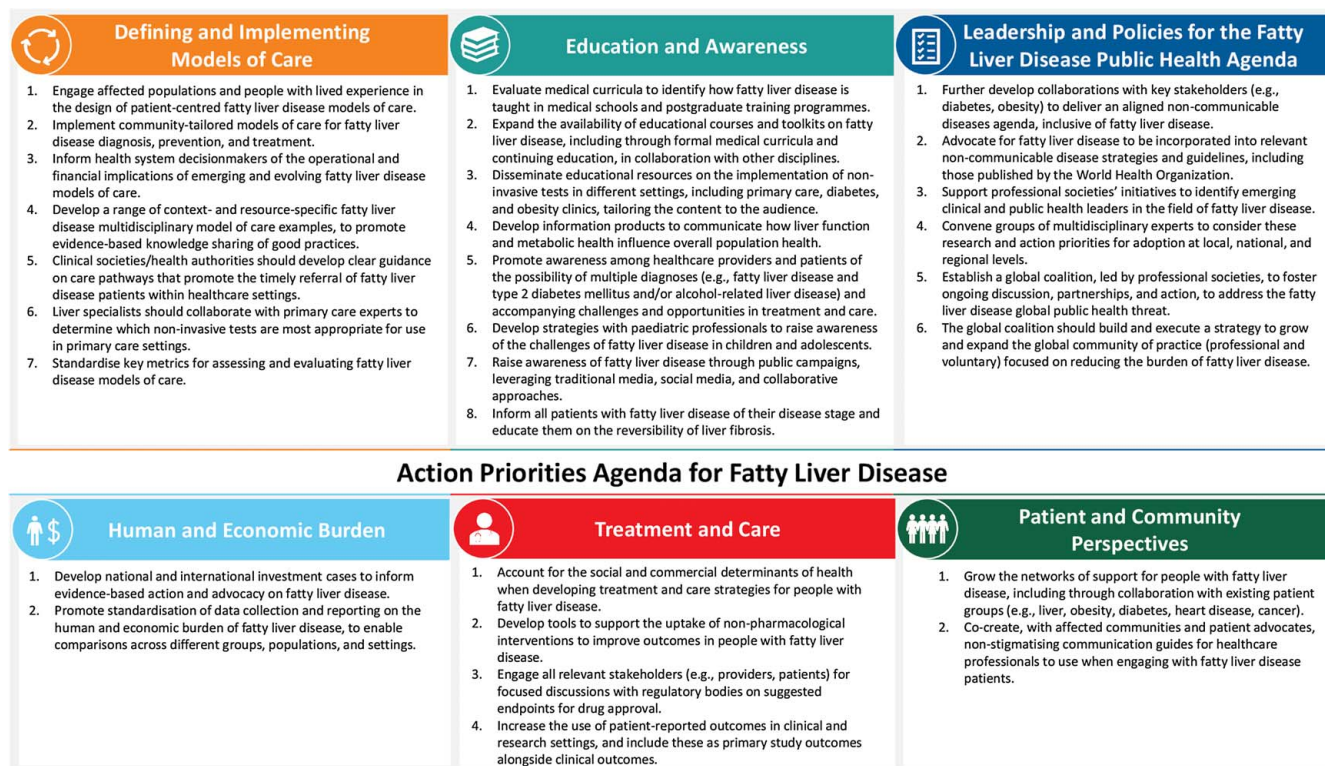 Defining and Implementing
Models of Care
1. Engage affected populations and people with lived experience in
the design of patient-centred fatty liver disease models of care.
2. Implement community-tailored models of care for fatty liver
disease diagnosis, prevention, and treatment.
3. Inform health system decisionmakers of the operational and
financial implications of emerging and evolving fatty liver disease
models of care.
4. Develop a range of context- and resource-specific fatty liver
disease multidisciplinary model of care examples, to promote
evidence-based knowledge sharing of good practices.
5. Clinical societies/health authorities should develop clear guidance
on care pathways that promote the timely referral of fatty liver
disease patients within healthcare settings.
6. Liver specialists should collaborate with primary care experts to
determine which non-invasive tests are most appropriate for use
in primary care settings.
7. Standardise key metrics for assessing and evaluating fatty liver
disease models of care.
Education and Awareness
1. Evaluate medical curricula to identify how fatty liver disease is
taught in medical schools and postgraduate training programmes.
2. Expand the availability of educational courses and toolkits on fatty
liver disease, including through formal medical curricula and
continuing education, in collaboration with other disciplines.
3. Disseminate educational resources on the implementation of non-
invasive tests in different settings, including primary care, diabetes,
and obesity clinics, tailoring the content to the audience.
4. Develop information products to communicate how liver function
and metabolic health influence overall population health.
5. Promote awareness among healthcare providers and patients of
the possibility of multiple diagnoses (e.g., fatty liver disease and
type 2 diabetes mellitus and/or alcohol-related liver disease) and
accompanying challenges and opportunities in treatment and care.
6. Develop strategies with paediatric professionals to raise awareness
of the challenges of fatty liver disease in children and adolescents.
7. Raise awareness of fatty liver disease through public campaigns,
leveraging traditional media, social media, and collaborative
approaches.
8. Inform all patients with fatty liver disease of their disease stage and
educate them on the reversibility of liver fibrosis.
Leadership and Policies for the Fatty
Liver Disease Public Health Agenda
1. Further develop collaborations with key stakeholders (e.g.,
diabetes, obesity) to deliver an aligned non-communicable
diseases agenda, inclusive of fatty liver disease.
2. Advocate for fatty liver disease to be incorporated into relevant
non-communicable disease strategies and guidelines, including
those published by the World Health Organization.
3. Support professional societies' initiatives to identify emerging
clinical and public health leaders in the field of fatty liver disease.
4. Convene groups of multidisciplinary experts to consider these
research and action priorities for adoption at local, national, and
regional levels.
5. Establish a global coalition, led by professional societies, to foster
ongoing discussion, partnerships, and action, to address the fatty
liver disease global public health threat.
6. The global coalition should build and execute a strategy to grow
and expand the global community of practice (professional and
voluntary) focused on reducing the burden of fatty liver disease.
Action Priorities Agenda for Fatty Liver Disease
$
Human and Economic Burden
1. Develop national and international investment cases to inform
evidence-based action and advocacy on fatty liver disease.
2. Promote standardisation of data collection and reporting on the
human and economic burden of fatty liver disease, to enable
comparisons across different groups, populations, and settings.
Treatment and Care
1. Account for the social and commercial determinants of health
when developing treatment and care strategies for people with
fatty liver disease.
2. Develop tools to support the uptake of non-pharmacological
interventions to improve outcomes in people with fatty liver
disease.
3. Engage all relevant stakeholders (e.g., providers, patients) for
focused discussions with regulatory bodies on suggested
endpoints for drug approval.
4. Increase the use of patient-reported outcomes in clinical and
research settings, and include these as primary study outcomes
alongside clinical outcomes.
Patient and Community
Perspectives
1. Grow the networks of support for people with fatty liver
disease, including through collaboration with existing patient
groups (e.g., liver, obesity, diabetes, heart disease, cancer).
2. Co-create, with affected communities and patient advocates,
non-stigmatising communication guides for healthcare
professionals to use when engaging with fatty liver disease
patients.